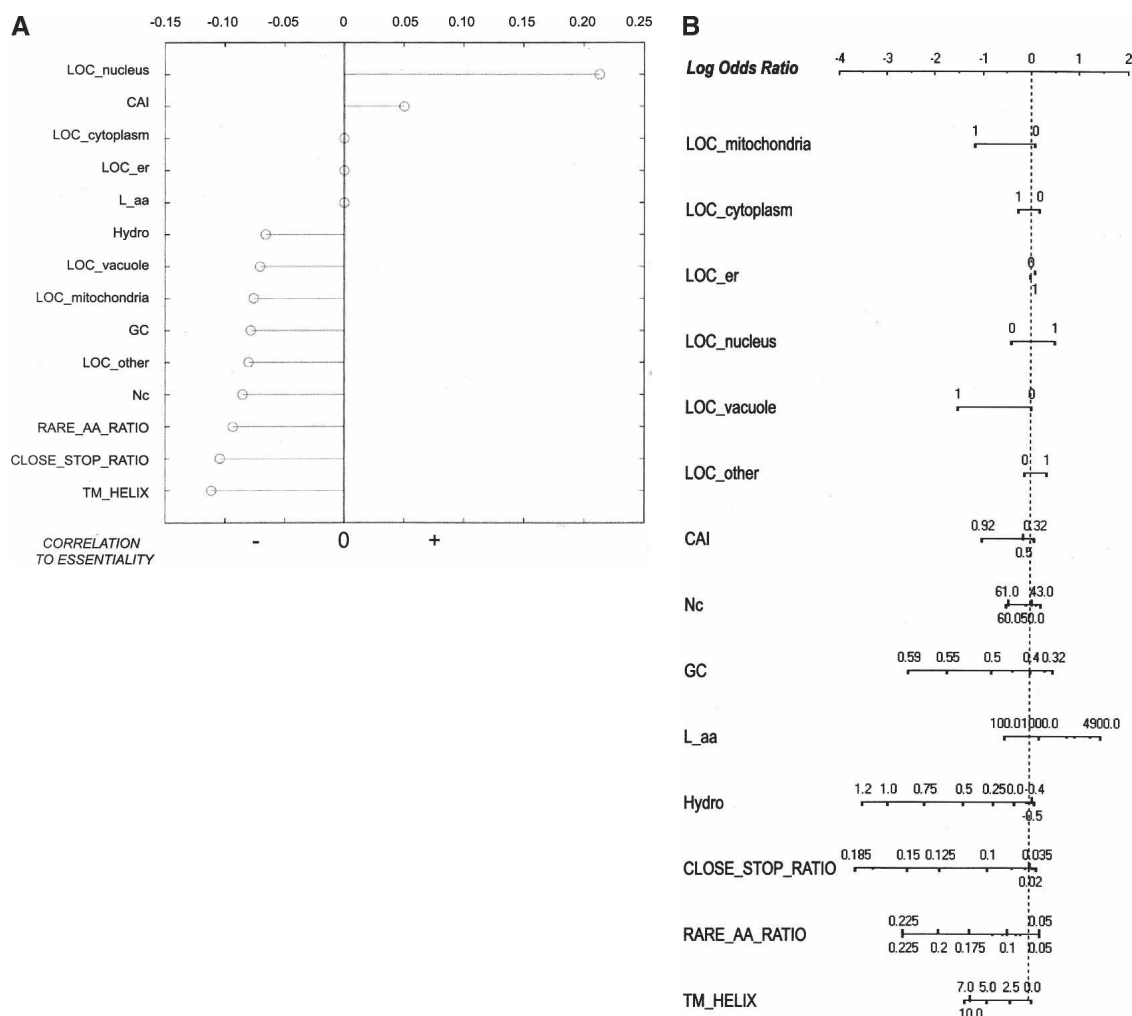 A
-0.15 -0.10 -0.05 0 0.05 0.10 0.15 0.20 0.25
LOC_nucleus
CAI
LOC_cytoplasm
LOC_er
L_aa
Hydro
LOC_vacuole
LOC_mitochondria
GC
LOC_other
Nc
RARE_AA_RATIO
CLOSE_STOP_RATIO
TM_HELIX
CORRELATION - 0 +
TO ESSENTIALITY
B
-4 -3 -2 -1 0 1 2
Log Odds Ratio
1 0
LOC_mitochondria
1 0
LOC_cytoplasm
0
LOC_er
1
0 1
LOC_nucleus
1 0
LOC_vacuole
0 1
LOC_other
0.92 0.32
CAI
0.5
61.0 43.0
Nc
60.050.0
0.59 0.55 0.5 0.4 0.32
GC
100.01000.0 4900.0
L_aa
1.2 1.0 0.75 0.5 0.250.0-0.4
Hydro
-0.5
0.185 0.15 0.125 0.1 0.035
CLOSE_STOP_RATIO
0.02
0.225 0.05
RARE_AA_RATIO
0.225 0.2 0.175 0.1 0.05
7.0 5.0 2.5 0.0
TM_HELIX
10.0